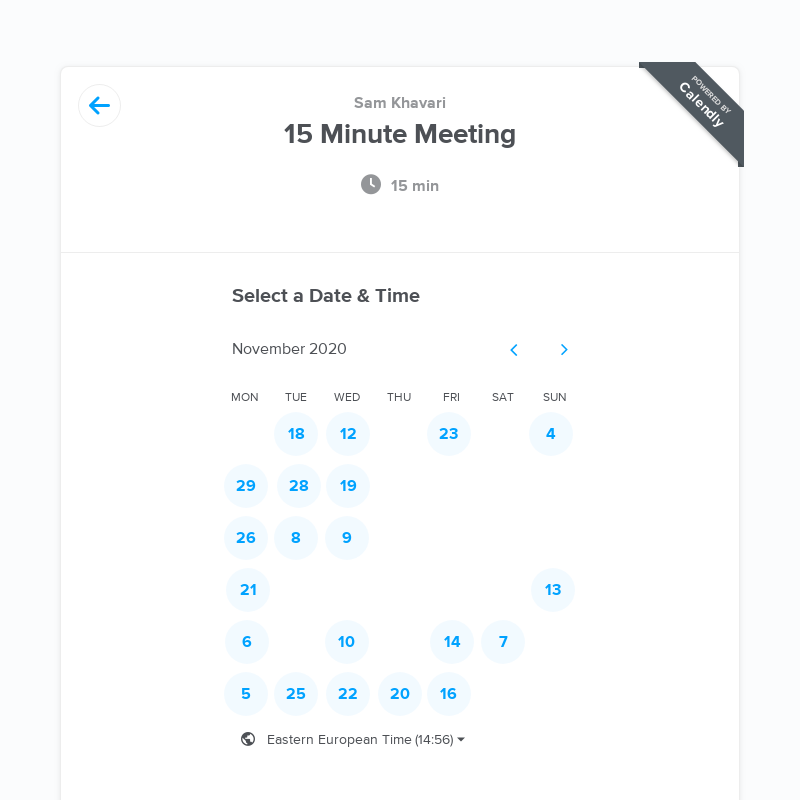 POWERED BY
Calendly
Sam Khavari
15 Minute Meeting
15 min
Select a Date & Time
November 2020
MON TUE WED THU FRI SAT SUN
18 12 23 4
29 28 19
26 8 9
21 13
6 10 14 7
5 25 22 20 16
Eastern European Time (14:56)